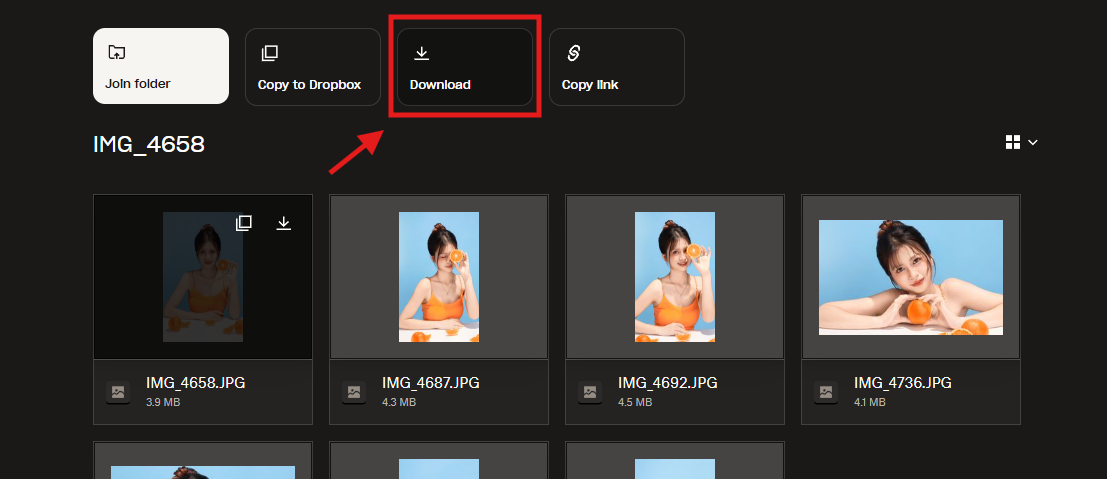 Join folder
Copy to Dropbox
Download
Copy link
IMG_4658
IMG_4658.JPG
3.9 MB
IMG_4687.JPG
4.3 MB
IMG_4692.JPG
4.5 MB
IMG_4736.JPG
4.1 MB